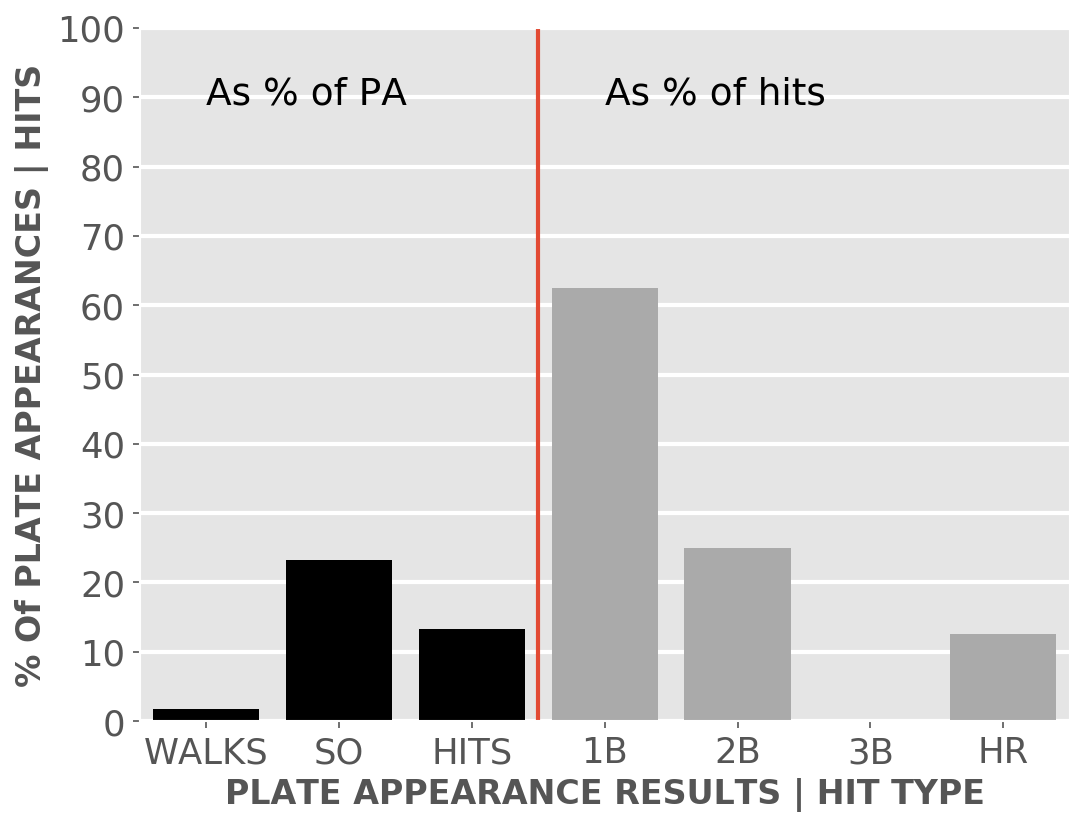 % Of PLATE APPEARANCES | HITS
100
90
80
70
60
50
40
30
20
10
0
As % of PA
As % of hits
WALKS SO HITS 1B 2B 3B HR
PLATE APPEARANCE RESULTS | HIT TYPE